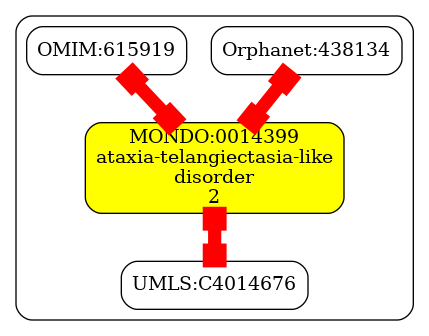 OMIM:615919
Orphanet:438134
MONDO:0014399
ataxia-telangiectasia-like
disorder
2
UMLS:C4014676